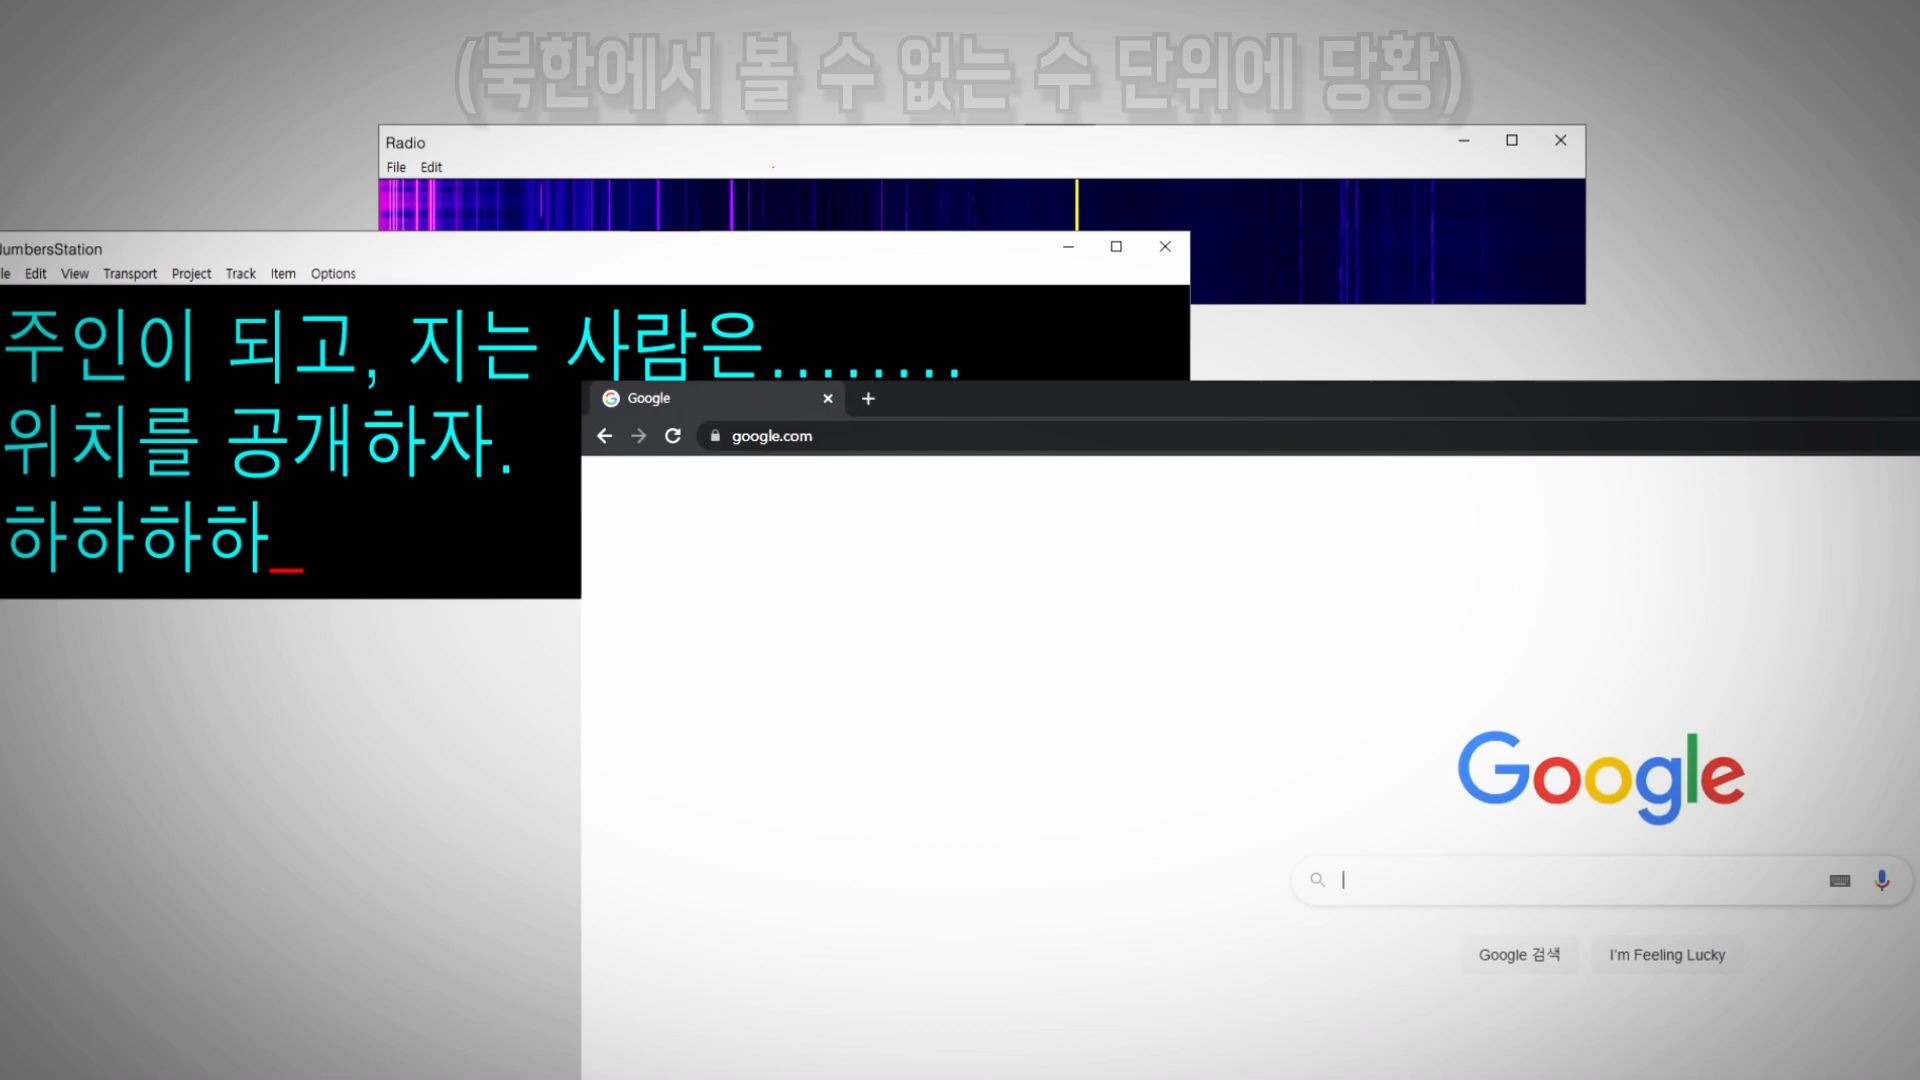 (북한에서 볼 수 없는 수 단위에 당황)
Radio
File Edit
umbersStation
le Edit View Transport Project Track Item Options
주인이 되고, 지는 사람은........
위치를 공개하자.
하하하하_
Google
google.com
Google
Google 검색 I'm Feeling Lucky